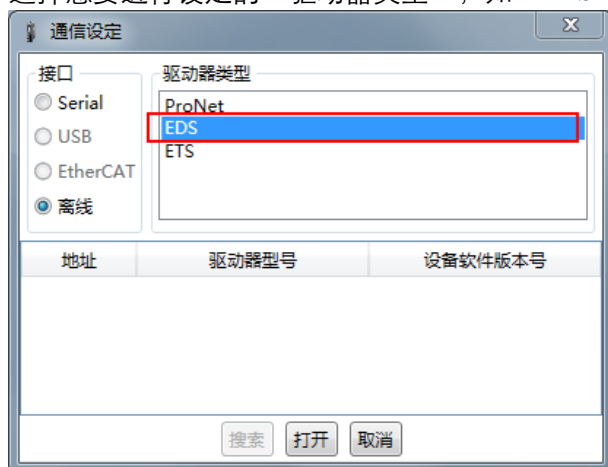 通信设定
接口
Serial
USB
EtherCAT
离线
驱动器类型
ProNet
EDS
ETS
地址 驱动器型号 设备软件版本号
搜索 打开 取消